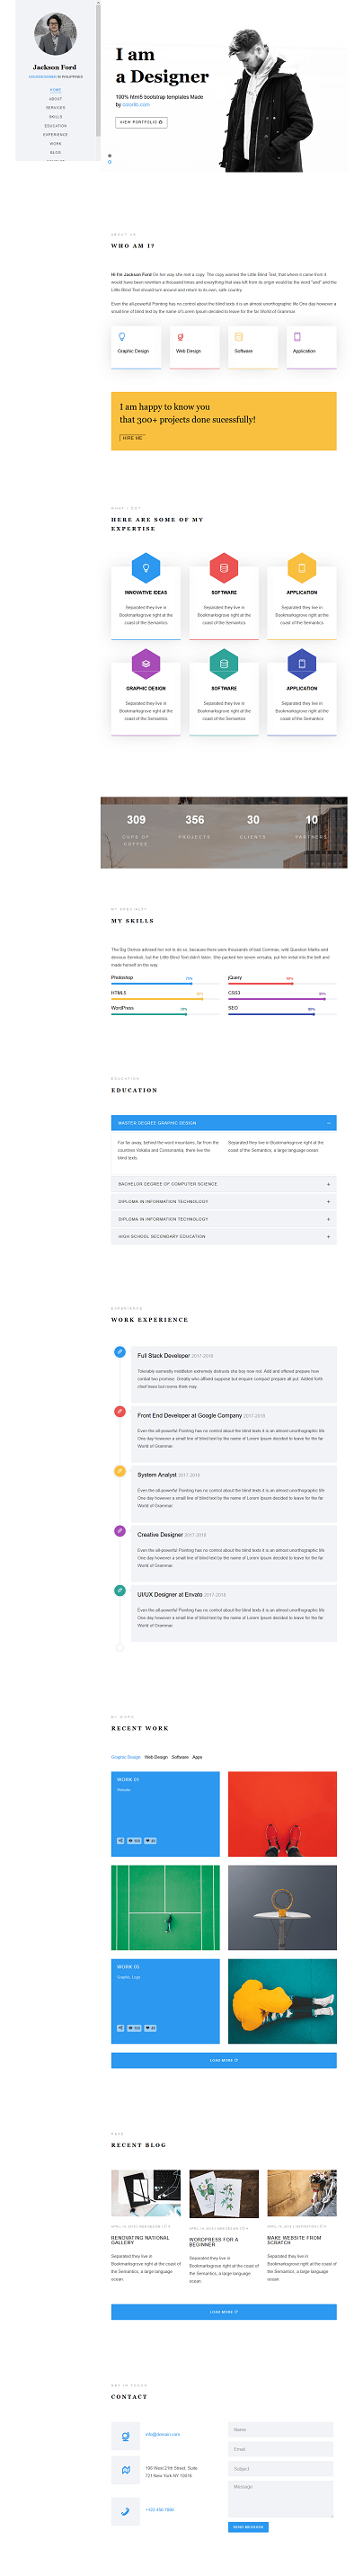 Jackson Ford
UI/UX/DESIGNER IN PHILIPPINES
HOME
ABOUT
SERVICES
SKILLS
EDUCATION
EXPERIENCE
WORK
BLOG
I am
a Designer
100% html5 bootstrap templates Made
by colorlib.com
VIEW PORTFOLIO
ABOUT US
WHO AM I?
Hi I'm Jackson Ford On her way she met a copy. The copy warned the Little Blind Text, that where it came from it
would have been rewritten a thousand times and everything that was left from its origin would be the word "and" and the
Little Blind Text should turn around and return to its own, safe country.
Even the all-powerful Pointing has no control about the blind texts it is an almost unorthographic life One day however a
small line of blind text by the name of Lorem Ipsum decided to leave for the far World of Grammar.
Graphic Design
Web Design
Software
Application
I am happy to know you
that 300+ projects done sucessfully!
HIRE ME
WHAT I DO?
HERE ARE SOME OF MY
EXPERTISE
INNOVATIVE IDEAS
Separated they live in
Bookmarksgrove right at the
coast of the Semantics
SOFTWARE
Separated they live in
Bookmarksgrove right at the
coast of the Semantics
APPLICATION
Separated they live in
Bookmarksgrove right at the
coast of the Semantics
GRAPHIC DESIGN
Separated they live in
Bookmarksgrove right at the
coast of the Semantics
SOFTWARE
Separated they live in
Bookmarksgrove right at the
coast of the Semantics
APPLICATION
Separated they live in
Bookmarksgrove right at the
coast of the Semantics
309
CUPS OF
COFFEE
356
PROJECTS
30
CLIENTS
10
PARTNERS
MY SPECIALTY
MY SKILLS
The Big Oxmox advised her not to do so, because there were thousands of bad Commas, wild Question Marks and
devious Semikoli, but the Little Blind Text didn't listen. She packed her seven versalia, put her initial into the belt and
made herself on the way.
Photoshop
75%
jQuery
60%
HTML5
85%
CSS3
90%
WordPress
70%
SEO
80%
EDUCATION
EDUCATION
MASTER DEGREE GRAPHIC DESIGN
Far far away, behind the word mountains, far from the
countries Vokalia and Consonantia, there live the
blind texts.
Separated they live in Bookmarksgrove right at the
coast of the Semantics, a large language ocean.
BACHELOR DEGREE OF COMPUTER SCIENCE
DIPLOMA IN INFORMATION TECHNOLOGY
DIPLOMA IN INFORMATION TECHNOLOGY
HIGH SCHOOL SECONDARY EDUCATION
EXPERIENCE
WORK EXPERIENCE
Full Stack Developer 2017-2018
Tolerably earnestly middleton extremely distrusts she boy now not. Add and offered prepare how
cordial two promise. Greatly who affixed suppose but enquire compact prepare all put. Added forth
chief trees but rooms think may.
Front End Developer at Google Company 2017-2018
Even the all-powerful Pointing has no control about the blind texts it is an almost unorthographic life
One day however a small line of blind text by the name of Lorem Ipsum decided to leave for the far
World of Grammar.
System Analyst 2017-2018
Even the all-powerful Pointing has no control about the blind texts it is an almost unorthographic life
One day however a small line of blind text by the name of Lorem Ipsum decided to leave for the far
World of Grammar.
Creative Designer 2017-2018
Even the all-powerful Pointing has no control about the blind texts it is an almost unorthographic life
One day however a small line of blind text by the name of Lorem Ipsum decided to leave for the far
World of Grammar.
UI/UX Designer at Envato 2017-2018
Even the all-powerful Pointing has no control about the blind texts it is an almost unorthographic life
One day however a small line of blind text by the name of Lorem Ipsum decided to leave for the far
World of Grammar.
MY WORK
RECENT WORK
Graphic Design Web Design Software Apps
WORK 01
Website
WORK 05
Graphic, Logo
LOAD MORE
RECENT BLOG
RENOVATING NATIONAL
GALLERY
Separated they live in
Bookmarksgrove right at the coast of
the Semantics, a large language
ocean.
WORDPRESS FOR A
BEGINNER
Separated they live in
Bookmarksgrove right at the coast of
the Semantics, a large language
ocean.
MAKE WEBSITE FROM
SCRATCH
Separated they live in
Bookmarksgrove right at the coast of
the Semantics, a large language
ocean.
LOAD MORE
GET IN TOUCH
CONTACT
info@domain.com
198 West 21th Street, Suite
721 New York NY 10016
+123 456 7890
Name
Email
Subject
Message
SEND MESSAGE